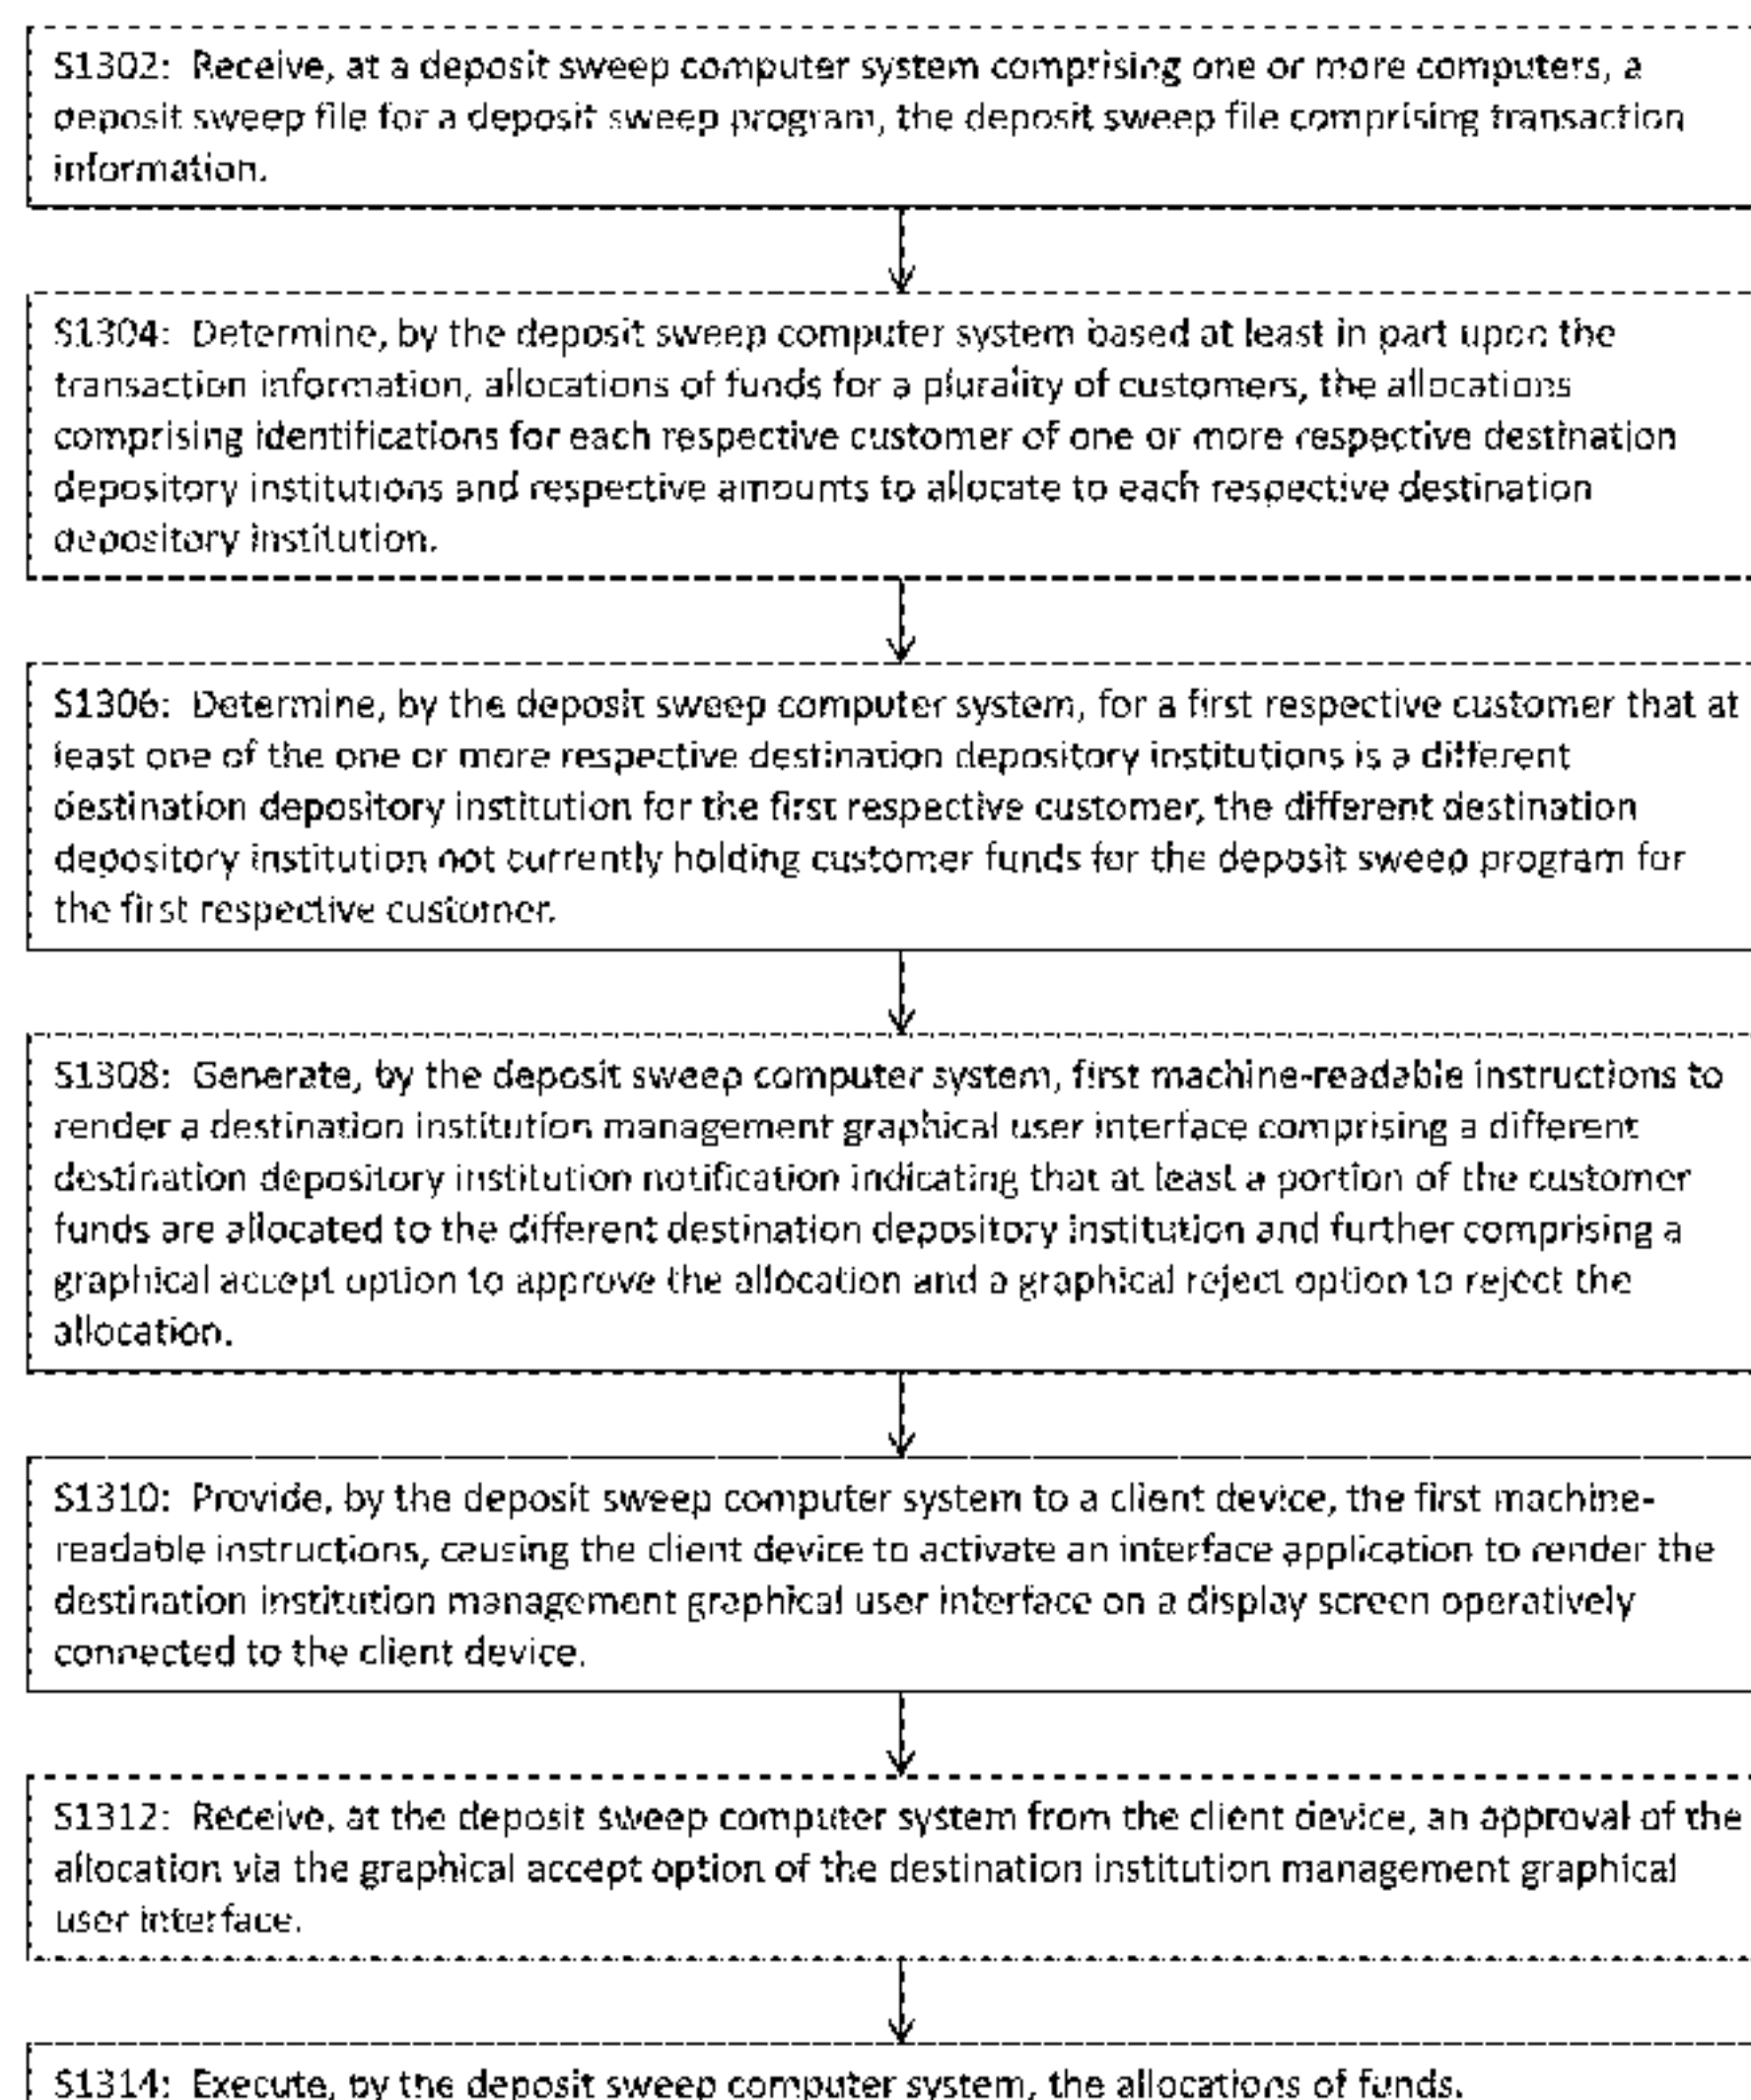 S1302: Receive, at a deposit sweep computer system comprising one or more computers, a
deposit sweep file for a deposit sweep program, the deposit sweep file comprising transaction
information.
S1304: Determine, by the deposit sweep computer system based at least in part upon the
transaction information, allocations of funds for a plurality of customers, the allocations
comprising identifications for each respective customer of one or more respective destination
depository institutions and respective amounts to allocate to each respective destination
depository institution.
S1306: Determine, by the deposit sweep computer system, for a first respective customer that at
least one of the one or more respective destination depository institutions is a different
destination depository institution for the first respective customer, the different destination
depository institution not currently holding customer funds for the deposit sweep program for
the first respective customer.
S1308: Generate, by the deposit sweep computer system, first machine-readable instructions to
render a destination institution management graphical user interface comprising a different
destination depository institution notification indicating that at least a portion of the customer
funds are allocated to the different destination depository institution and further comprising a
graphical accept option to approve the allocation and a graphical reject option to reject the
allocation.
S1310: Provide, by the deposit sweep computer system to a client device, the first machine-
readable instructions, causing the client device to activate an interface application to render the
destination institution management graphical user interface on a display screen operatively
connected to the client device.
S1312: Receive, at the deposit sweep computer system from the client device, an approval of the
allocation via the graphical accept option of the destination institution management graphical
user interface.
S1314: Execute, by the deposit sweep computer system, the allocations of funds.